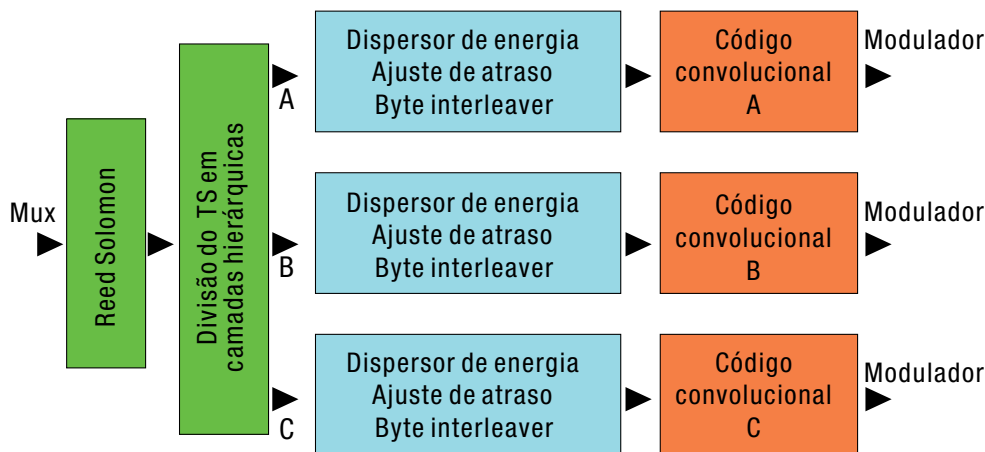 Mux
Reed Solomon
Divisão do TS em
camadas hierárquicas
A
Dispersor de energia
Ajuste de atraso
Byte interleaver
Código
convolucional
A
Modulador
B
Dispersor de energia
Ajuste de atraso
Byte interleaver
Código
convolucional
B
Modulador
C
Dispersor de energia
Ajuste de atraso
Byte interleaver
Código
convolucional
C
Modulador